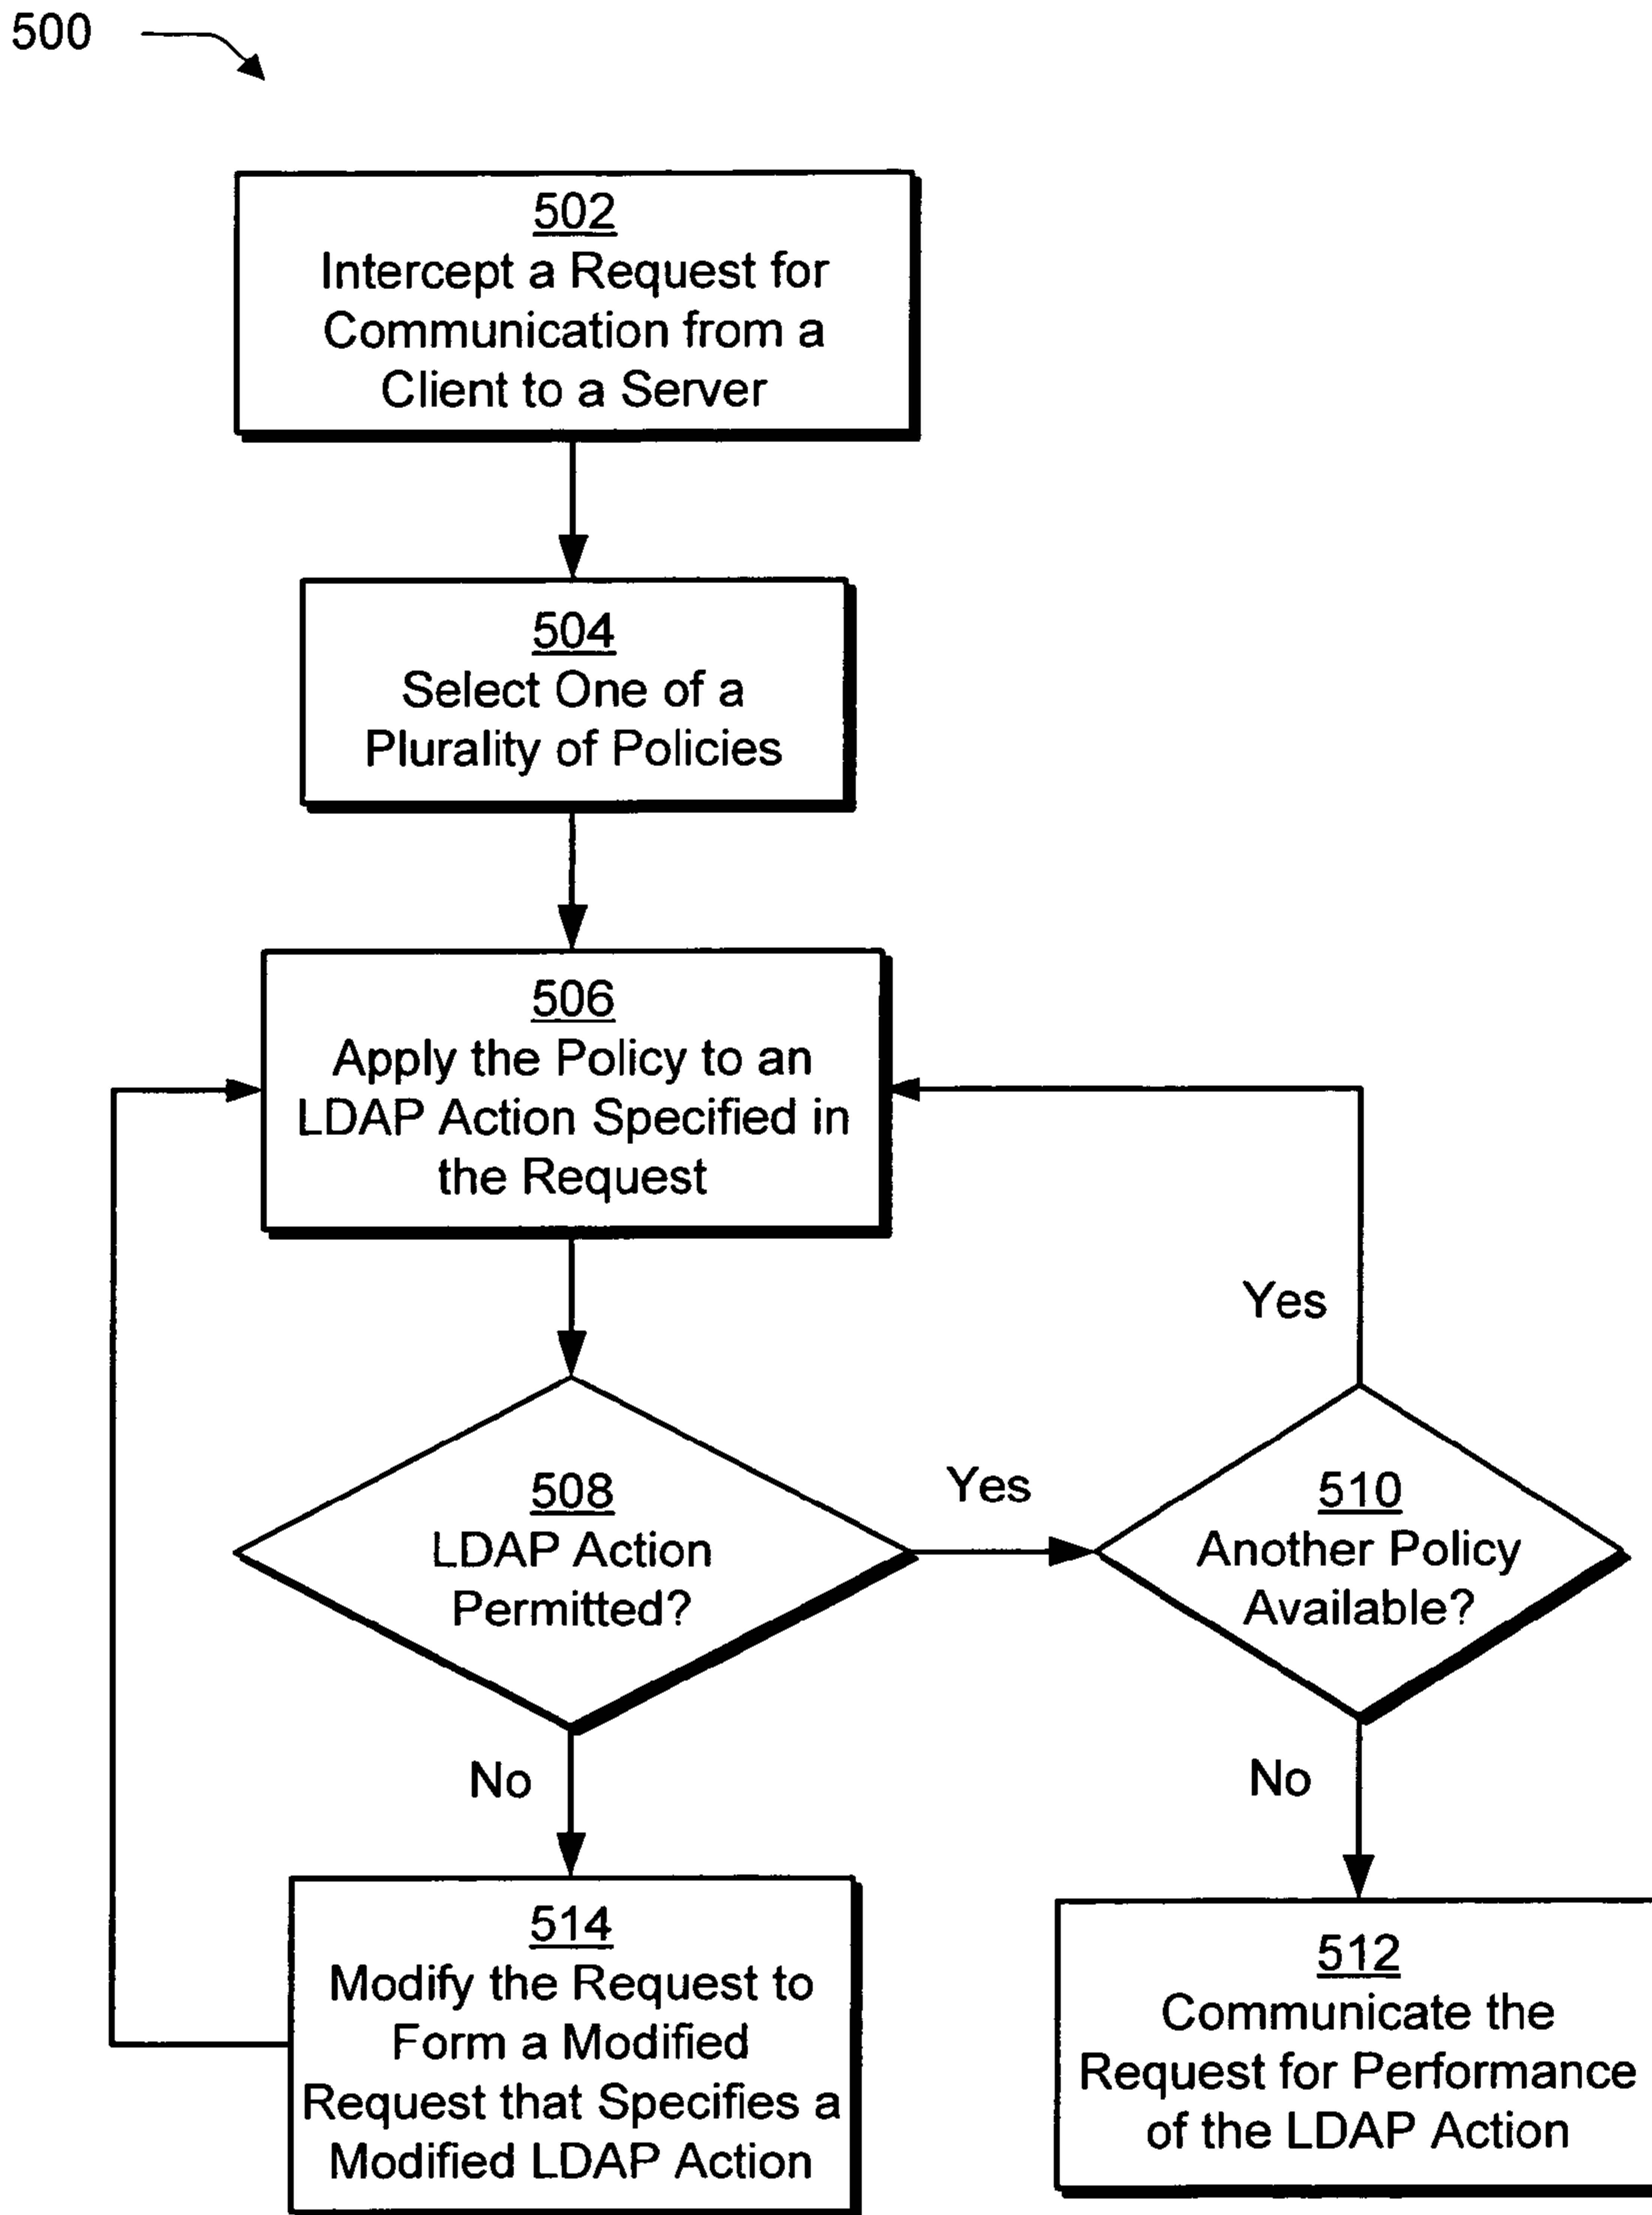 500
502
Intercept a Request for
Communication from a
Client to a Server
504
Select One of a
Plurality of Policies
506
Apply the Policy to an
LDAP Action Specified in
the Request
Yes
508
LDAP Action
Permitted?
Yes
510
Another Policy
Available?
No
No
514
Modify the Request to
Form a Modified
Request that Specifies a
Modified LDAP Action
512
Communicate the
Request for Performance
of the LDAP Action